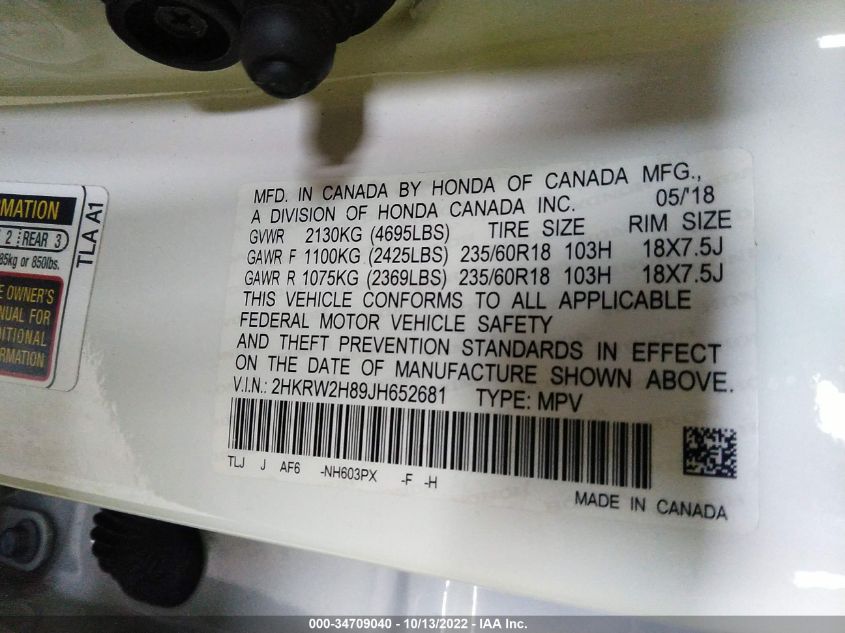 MFD. IN CANADA BY HONDA OF CANADA MFG.,
A DIVISION OF HONDA CANADA INC. 05/'18
GVWR 2130KG (4695LBS) TIRE SIZE RIM SIZE
GAWR F 1100KG (2425LBS) 235/60R18 103H 18X7.5J
GAWR R 1075KG (2369LBS) 235/60R18 103H 18X7.5J
THIS VEHICLE CONFORMS TO ALL APPLICABLE
FEDERAL MOTOR VEHICLE SAFETY
AND THEFT PREVENTION STANDARDS IN EFFECT
ON THE DATE OF MANUFACTURE SHOWN ABOVE.
V.I.N.: 2HKRW2H89JH652681 TYPE: MPV
TLJ J AF6 -NH603PX -F -H
MADE IN CANADA
MATION
2 REAR 3
85kg or 850lbs.
E OWNER'S
NUAL FOR
DITIONAL
ORMATION
TLA A1
000-34709040 - 10/13/2022 - IAA Inc.